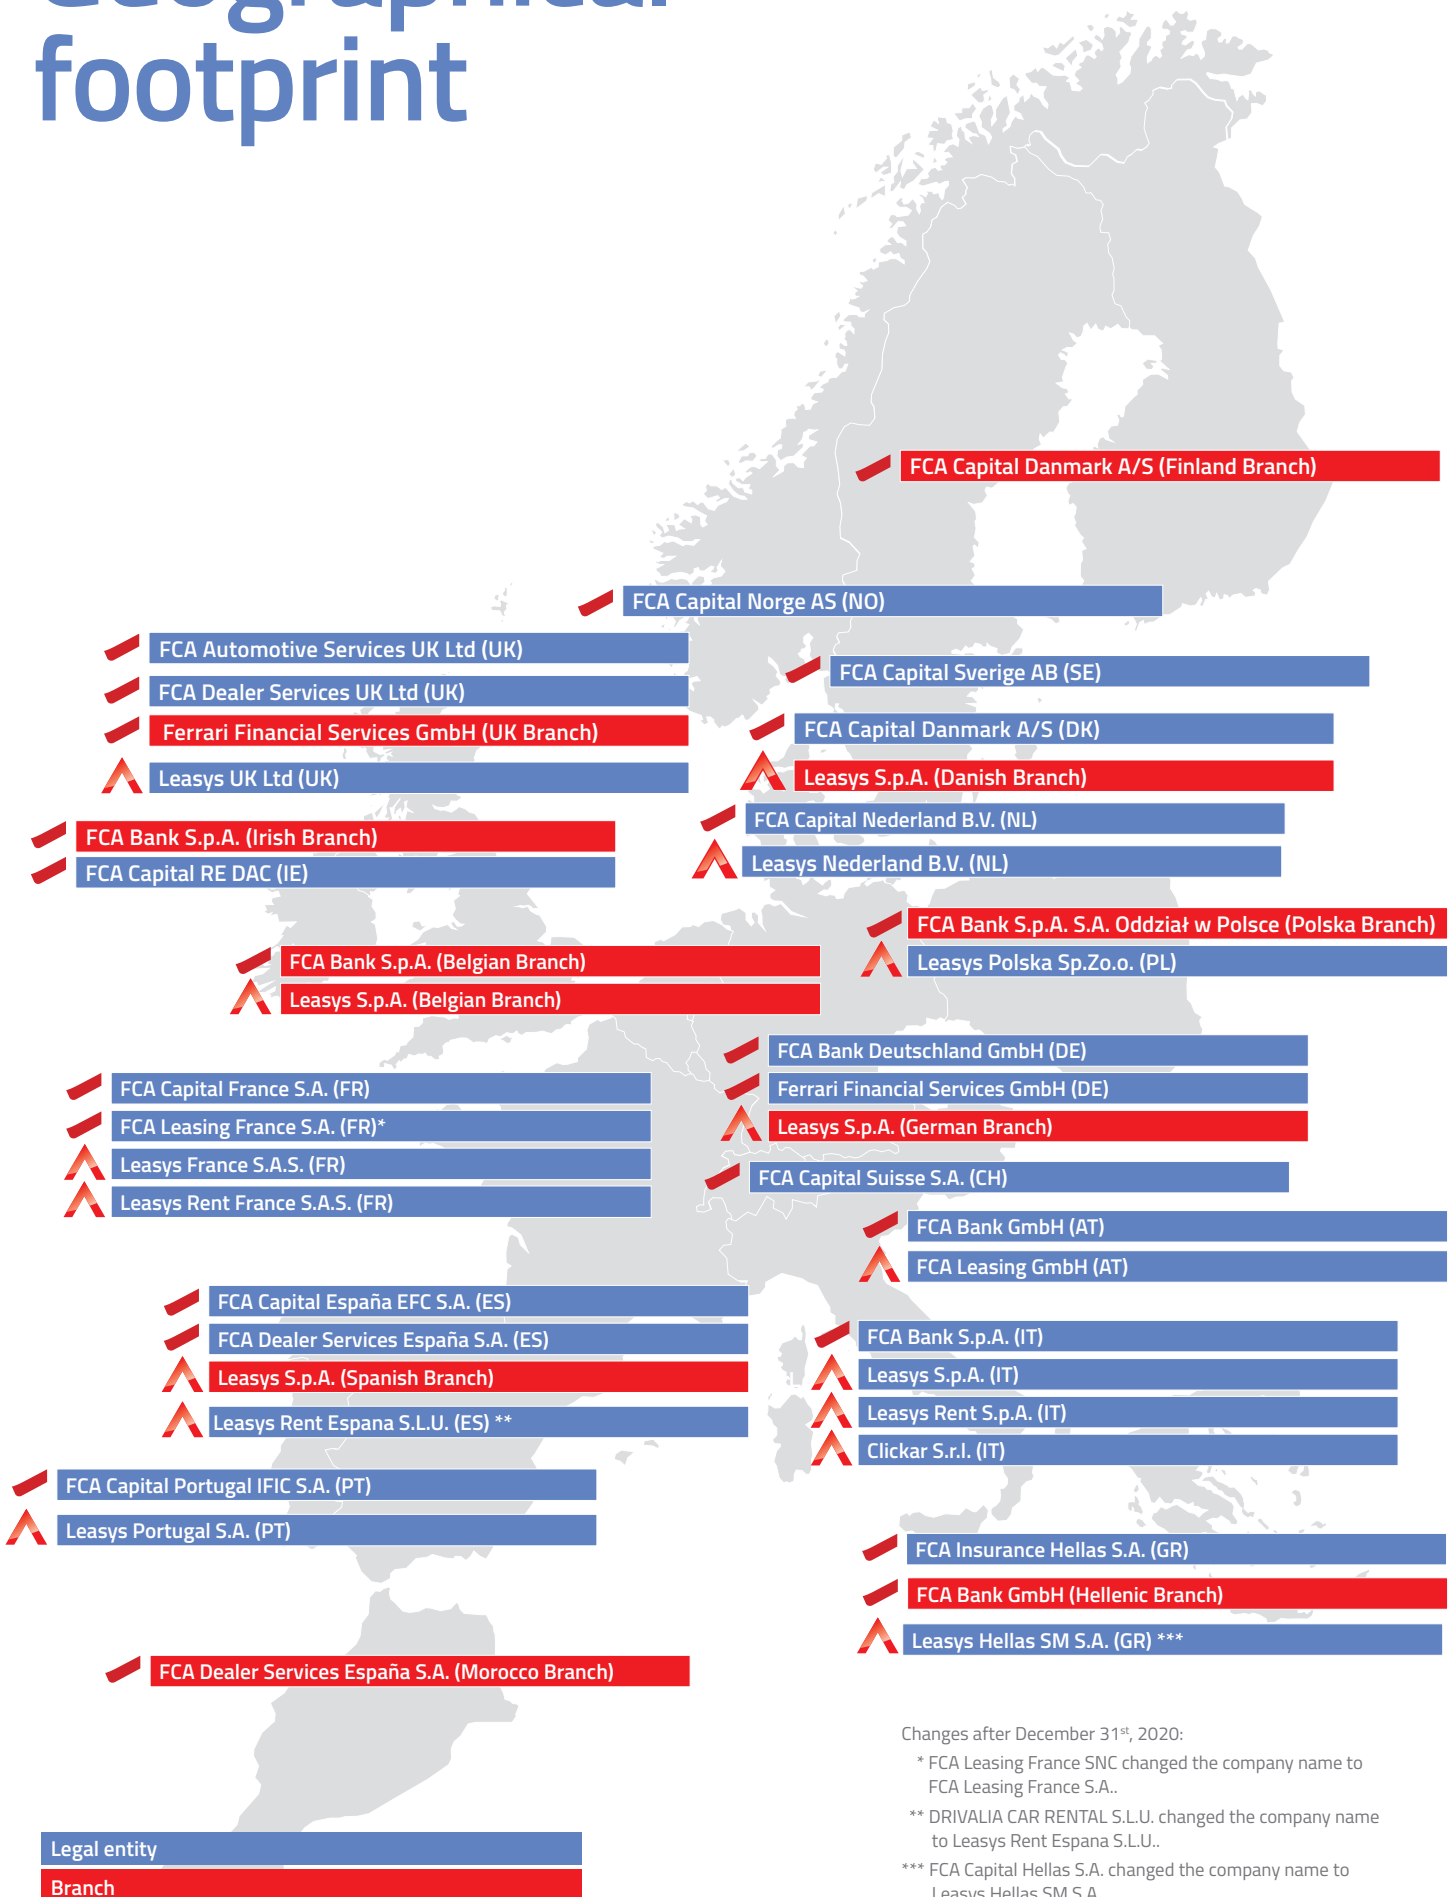 Geographical
footprint
FCA Capital Danmark A/S (Finland Branch)
FCA Capital Norge AS (NO)
FCA Automotive Services UK Ltd (UK)
FCA Dealer Services UK Ltd (UK)
Ferrari Financial Services GmbH (UK Branch)
Leasys UK Ltd (UK)
FCA Capital Sverige AB (SE)
FCA Capital Danmark A/S (DK)
Leasys S.p.A. (Danish Branch)
FCA Capital Nederland B.V. (NL)
Leasys Nederland B.V. (NL)
FCA Bank S.p.A. (Irish Branch)
FCA Capital RE DAC (IE)
FCA Bank S.p.A. S.A. Oddział w Polsce (Polska Branch)
Leasys Polska Sp.Zo.o. (PL)
FCA Bank S.p.A. (Belgian Branch)
Leasys S.p.A. (Belgian Branch)
FCA Bank Deutschland GmbH (DE)
Ferrari Financial Services GmbH (DE)
Leasys S.p.A. (German Branch)
FCA Capital France S.A. (FR)
FCA Leasing France S.A. (FR)*
Leasys France S.A.S. (FR)
Leasys Rent France S.A.S. (FR)
FCA Capital Suisse S.A. (CH)
FCA Bank GmbH (AT)
FCA Leasing GmbH (AT)
FCA Capital España EFC S.A. (ES)
FCA Dealer Services España S.A. (ES)
Leasys S.p.A. (Spanish Branch)
Leasys Rent Espana S.L.U. (ES) **
FCA Bank S.p.A. (IT)
Leasys S.p.A. (IT)
Leasys Rent S.p.A. (IT)
Clickar S.r.l. (IT)
FCA Capital Portugal IFIC S.A. (PT)
Leasys Portugal S.A. (PT)
FCA Insurance Hellas S.A. (GR)
FCA Bank GmbH (Hellenic Branch)
Leasys Hellas SM S.A. (GR) ***
FCA Dealer Services España S.A. (Morocco Branch)
Changes after December 31st, 2020:
* FCA Leasing France SNC changed the company name to
FCA Leasing France S.A..
** DRIVALIA CAR RENTAL S.L.U. changed the company name
to Leasys Rent Espana S.L.U..
*** FCA Capital Hellas S.A. changed the company name to
Leasys Hellas SM S.A.
Legal entity
Branch